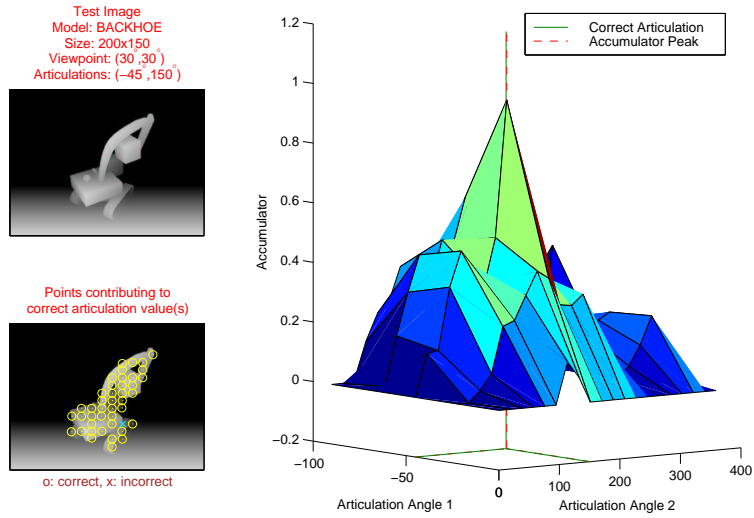 Test Image
Model: BACKHOE
Size: 200x150
Viewpoint: (30°,30°)
Articulations: (−45°,150°)
Points contributing to
correct articulation value(s)
o: correct, x: incorrect
Correct Articulation
Accumulator Peak
1.2
1
0.8
0.6
0.4
0.2
0
−0.2
Accumulator
−100
−50
0
Articulation Angle 1
0
100
200
300
400
Articulation Angle 2